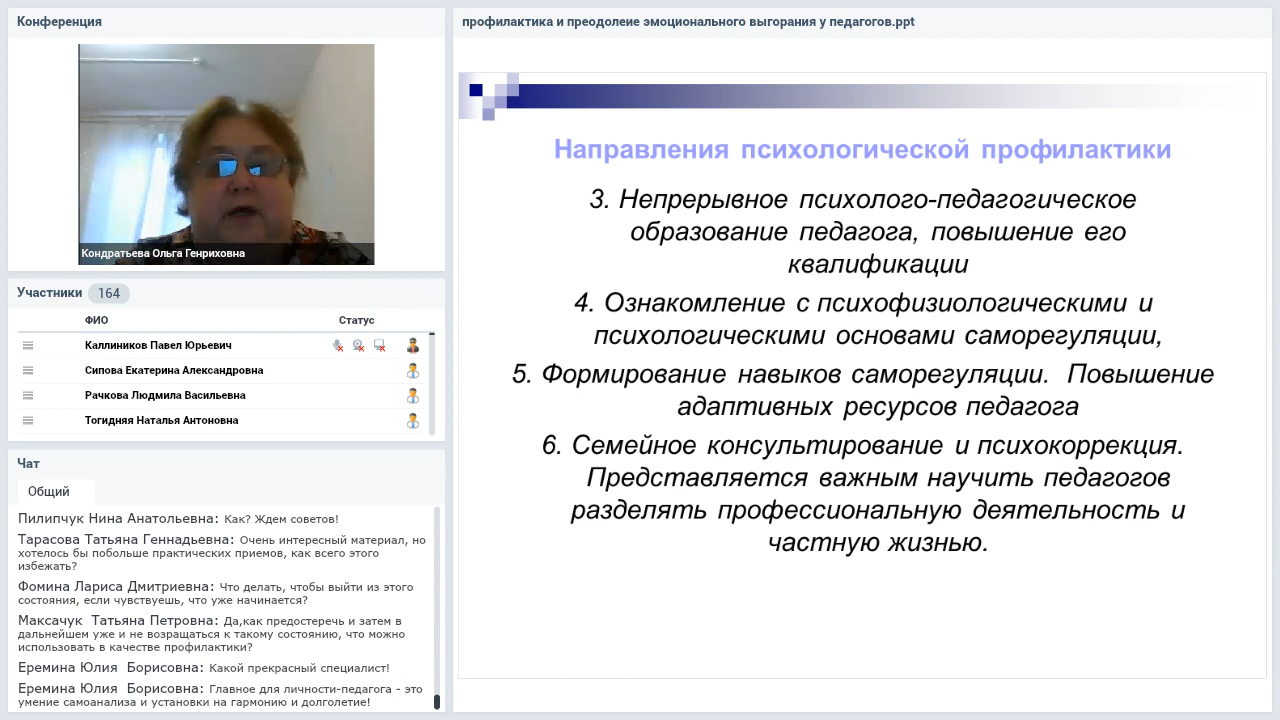 Конференция
Кондратьева Ольга Генриховна
Участники 164
ФИО Статус
Каллиников Павел Юрьевич
Сипова Екатерина Александровна
Рачкова Людмила Васильевна
Тогидняя Наталья Антоновна
Чат
Общий
Пилипчук Нина Анатольевна: Как? Ждем советов!
Тарасова Татьяна Геннадьевна: Очень интересный материал, но
хотелось бы побольше практических приемов, как всего этого
избежать?
Фомина Лариса Дмитриевна: Что делать, чтобы выйти из этого
состояния, если чувствуешь, что уже начинается?
Максачук Татьяна Петровна: Да,как предостеречь и затем в
дальнейшем уже и не возращаться к такому состоянию, что можно
использовать в качестве профилактики?
Еремина Юлия Борисовна: Какой прекрасный специалист!
Еремина Юлия Борисовна: Главное для личности-педагога - это
умение самоанализа и установки на гармонию и долголетие!
профилактика и преодолеие эмоционального выгорания у педагогов.ppt
Направления психологической профилактики
3. Непрерывное психолого-педагогическое
образование педагога, повышение его
квалификации
4. Ознакомление с психофизиологическими и
психологическими основами саморегуляции,
5. Формирование навыков саморегуляции. Повышение
адаптивных ресурсов педагога
6. Семейное консультирование и психокоррекция.
Представляется важным научить педагогов
разделять профессиональную деятельность и
частную жизнью.